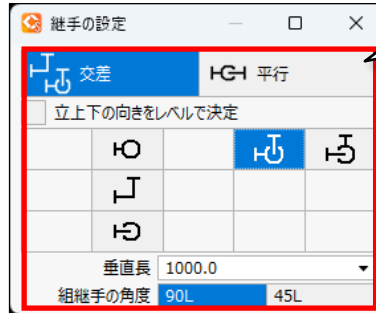 継手の設定
交差
平行
立上下の向きをレベルで決定
垂直長 1000.0
組継手の角度 90L 45L